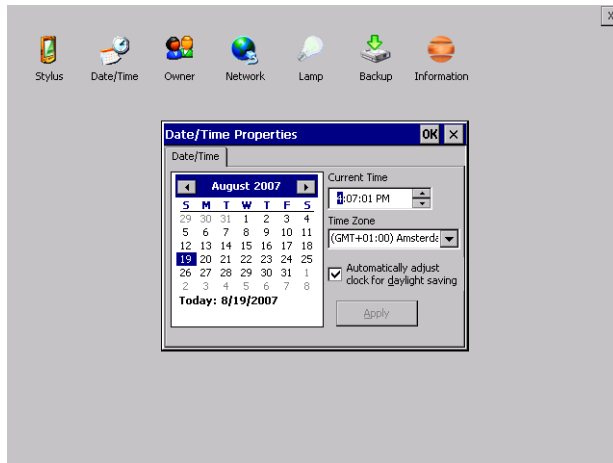 X
Stylus Date/Time Owner Network Lamp Backup Information
Date/Time Properties OK ×
Date/Time
August 2007
S M T W T F S
29 30 31 1 2 3 4
5 6 7 8 9 10 11
12 13 14 15 16 17 18
19 20 21 22 23 24 25
26 27 28 29 30 31 1
2 3 4 5 6 7 8
Today: 8/19/2007
Current Time
4:07:01 PM
Time Zone
(GMT+01:00) Amsterda
Automatically adjust
clock for daylight saving
Apply